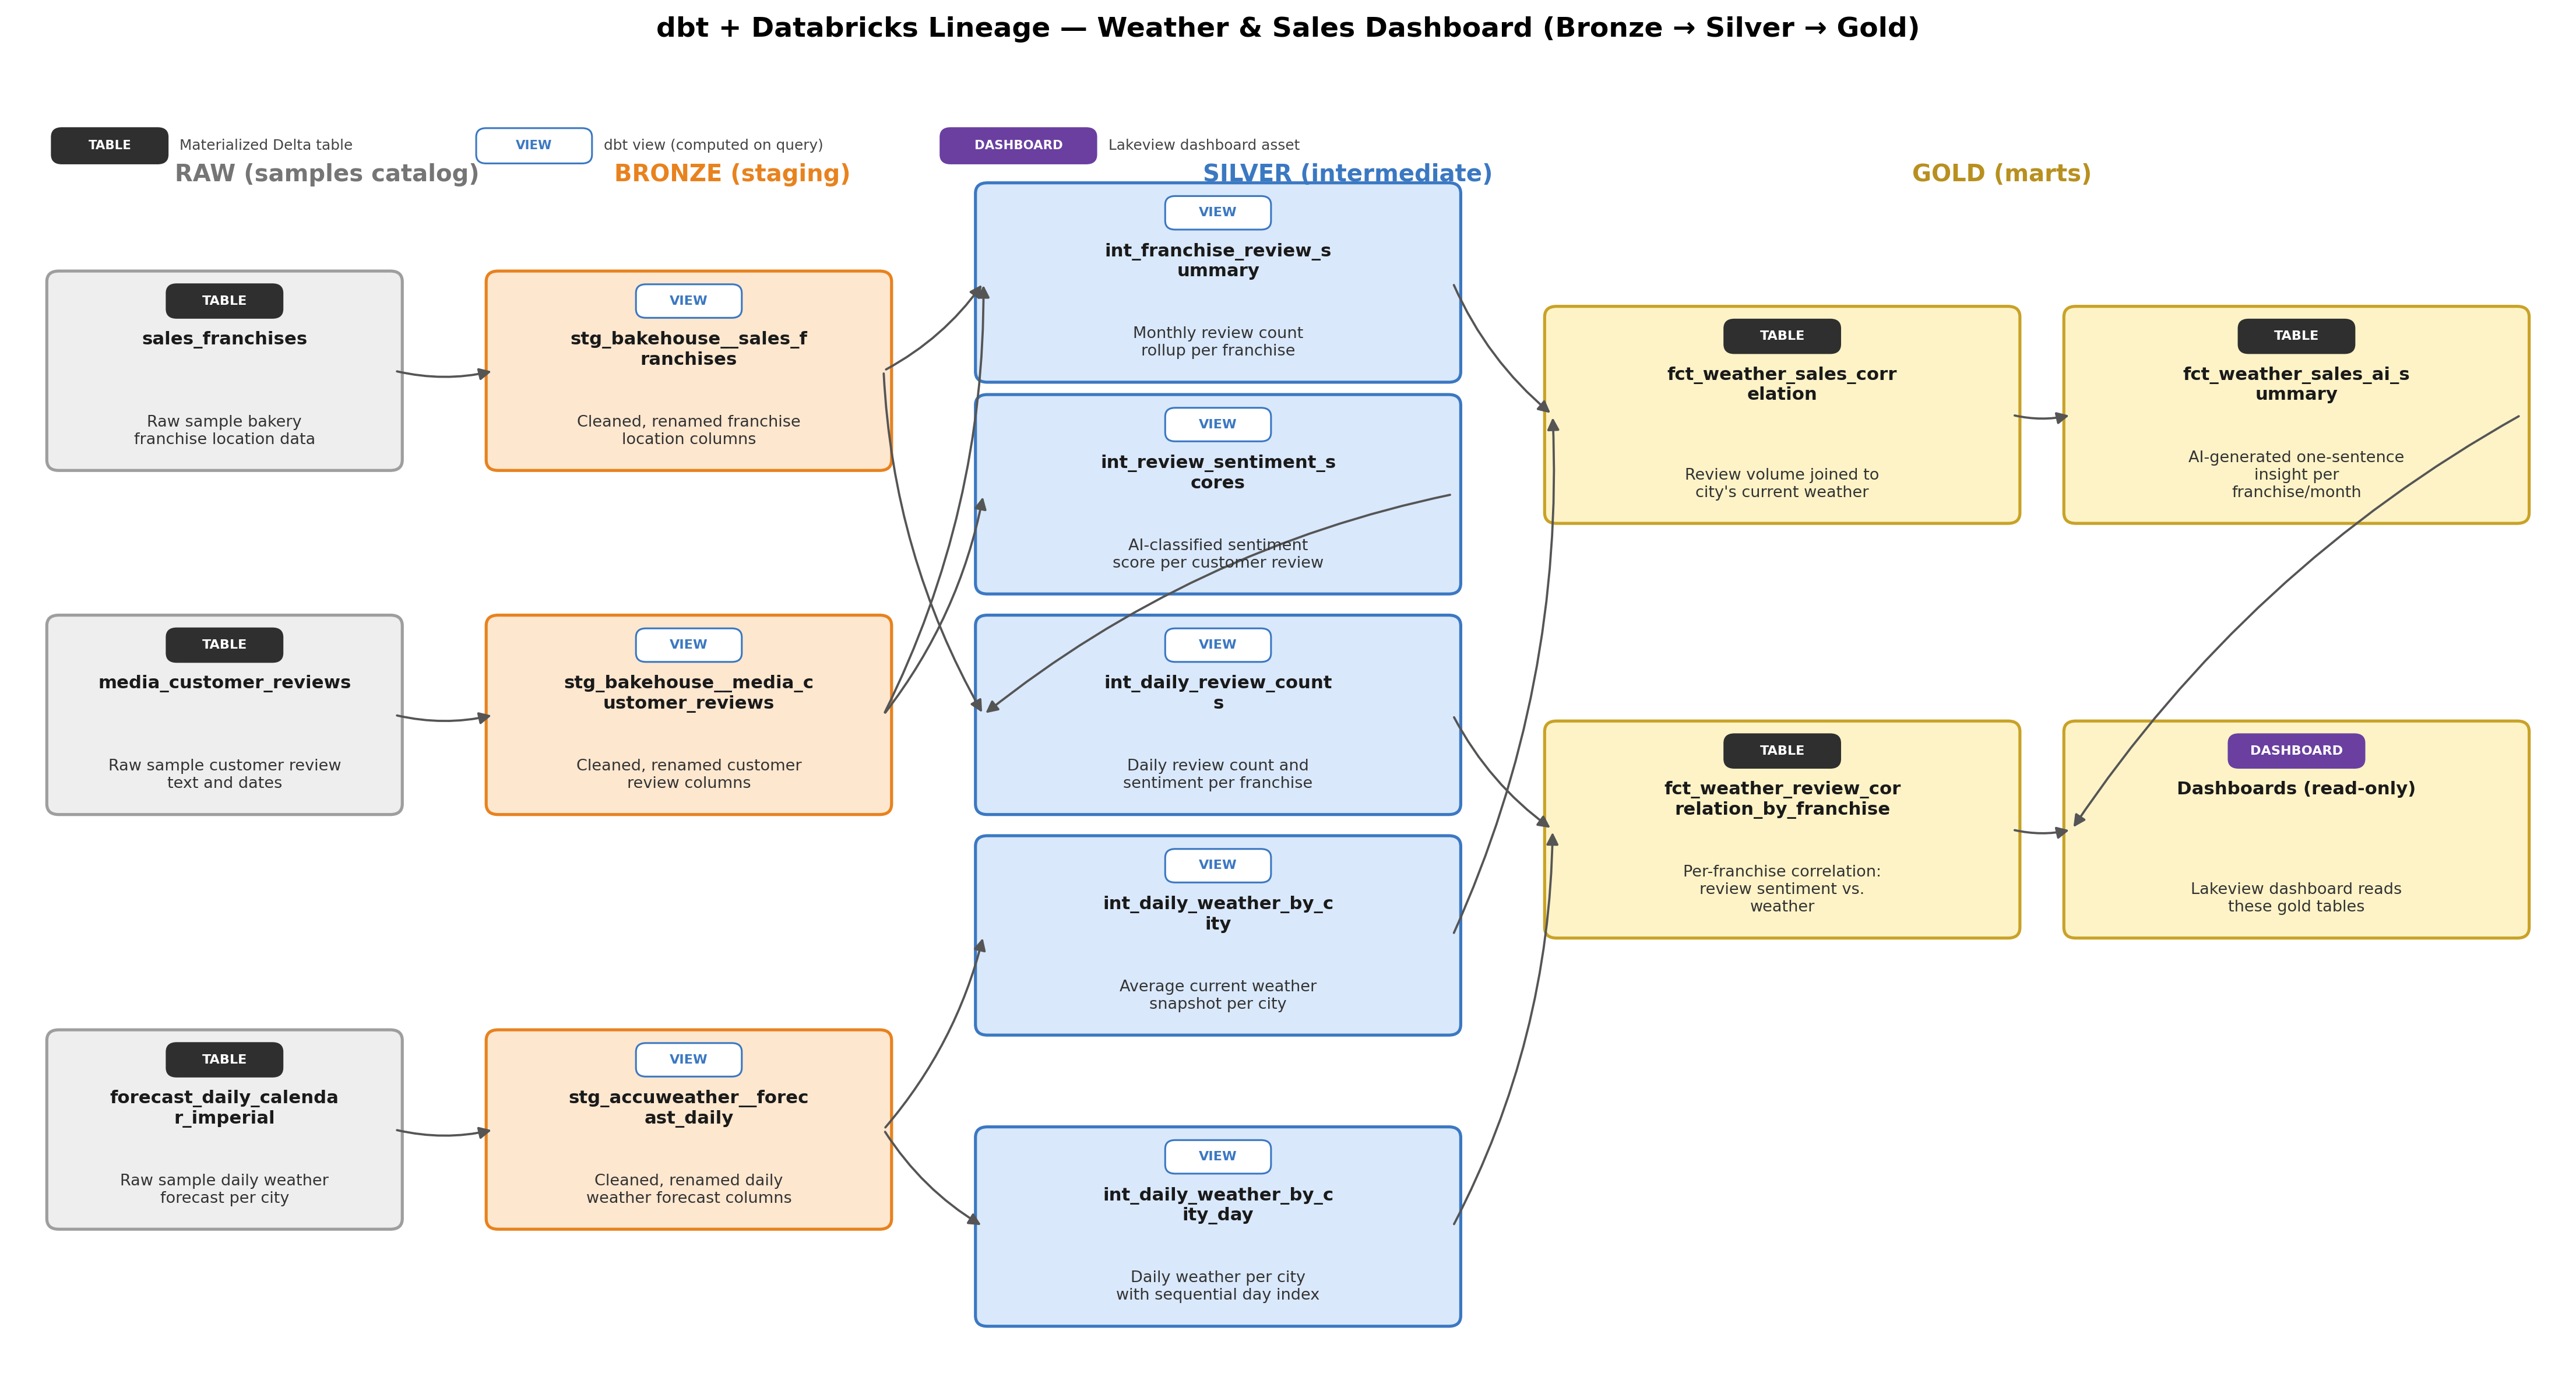 dbt + Databricks Lineage — Weather & Sales Dashboard (Bronze → Silver → Gold)
TABLE
Materialized Delta table
VIEW
dbt view (computed on query)
DASHBOARD
Lakeview dashboard asset
RAW (samples catalog)
BRONZE (staging)
SILVER (intermediate)
GOLD (marts)
TABLE
sales_franchises
Raw sample bakery
franchise location data
TABLE
media_customer_reviews
Raw sample customer review
text and dates
TABLE
forecast_daily_calenda
r_imperial
Raw sample daily weather
forecast per city
VIEW
stg_bakehouse__sales_f
ranchises
Cleaned, renamed franchise
location columns
VIEW
stg_bakehouse__media_c
ustomer_reviews
Cleaned, renamed customer
review columns
VIEW
stg_accuweather__forec
ast_daily
Cleaned, renamed daily
weather forecast columns
VIEW
int_franchise_review_s
ummary
Monthly review count
rollup per franchise
VIEW
int_review_sentiment_s
cores
AI-classified sentiment
score per customer review
VIEW
int_daily_review_count
s
Daily review count and
sentiment per franchise
VIEW
int_daily_weather_by_c
ity
Average current weather
snapshot per city
VIEW
int_daily_weather_by_c
ity_day
Daily weather per city
with sequential day index
TABLE
fct_weather_sales_corr
elation
Review volume joined to
city's current weather
TABLE
fct_weather_review_cor
relation_by_franchise
Per-franchise correlation:
review sentiment vs.
weather
TABLE
fct_weather_sales_ai_s
ummary
AI-generated one-sentence
insight per
franchise/month
DASHBOARD
Dashboards (read-only)
Lakeview dashboard reads
these gold tables